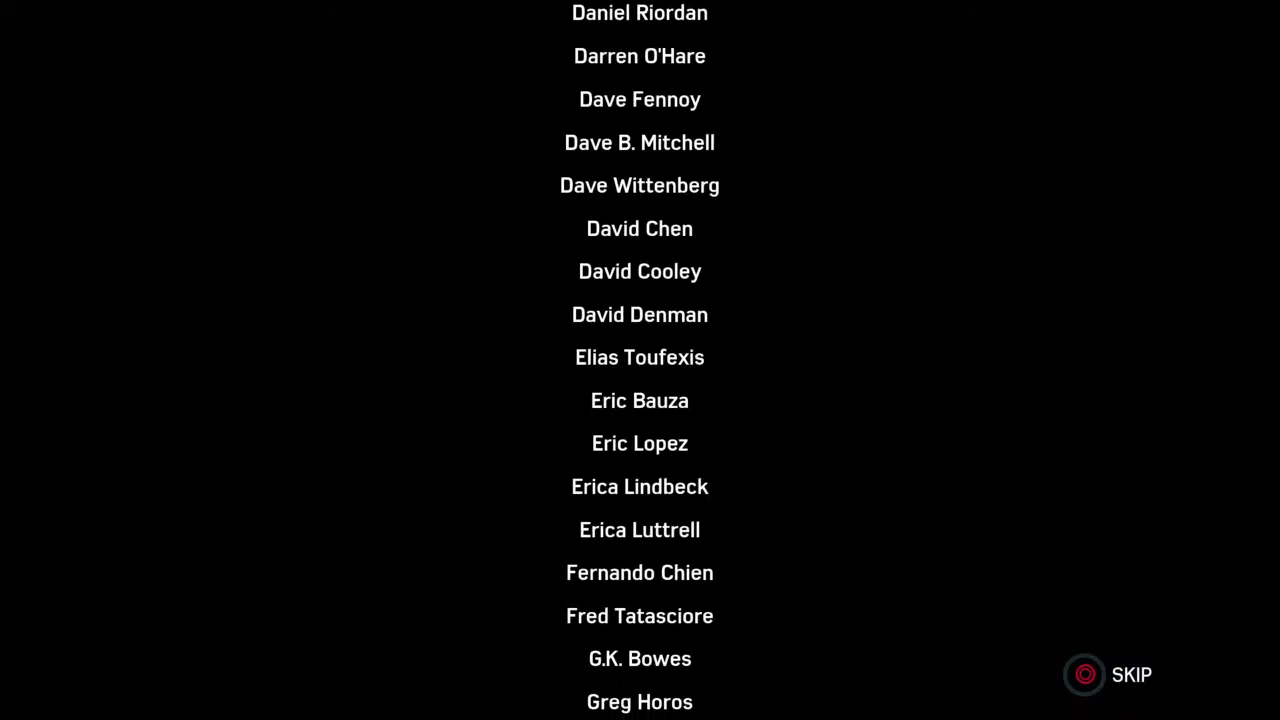 Daniel Riordan
Darren O'Hare
Dave Fennoy
Dave B. Mitchell
Dave Wittenberg
David Chen
David Cooley
David Denman
Elias Toufexis
Eric Bauza
Eric Lopez
Erica Lindbeck
Erica Luttrell
Fernando Chien
Fred Tatasciore
G.K. Bowes
Greg Horos
SKIP